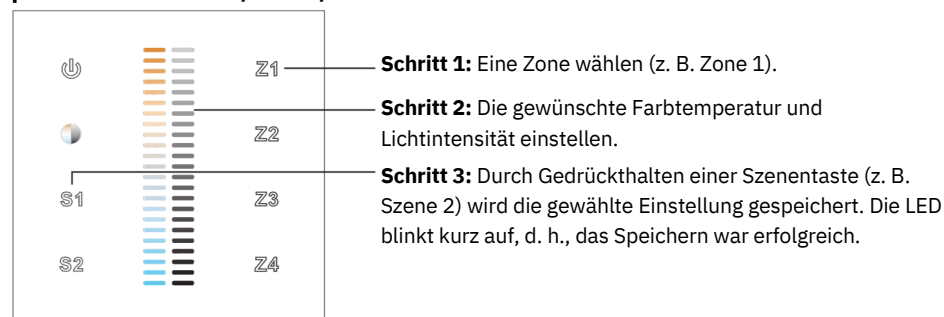 Z1
Schritt 1: Eine Zone wählen (z. B. Zone 1).
Schritt 2: Die gewünschte Farbtemperatur und
Lichtintensität einstellen.
Z2
Schritt 3: Durch Gedrückthalten einer Szenentaste (z. B.
Szene 2) wird die gewählte Einstellung gespeichert. Die LED
blinkt kurz auf, d. h., das Speichern war erfolgreich.
S1
Z3
S2
Z4